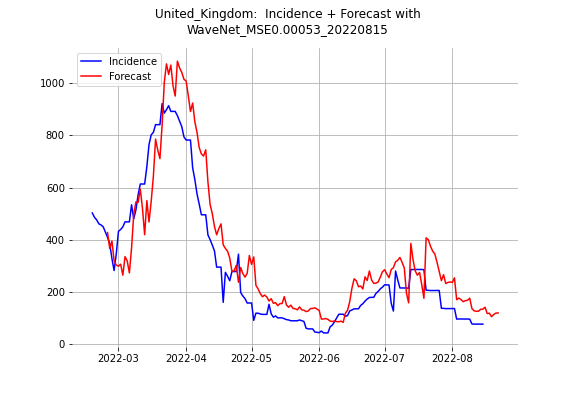 United_Kingdom:  Incidence + Forecast with
WaveNet_MSE0.00053_20220815
Incidence
Forecast
1000
800
600
400
200
0
2022-03 2022-04 2022-05 2022-06 2022-07 2022-08